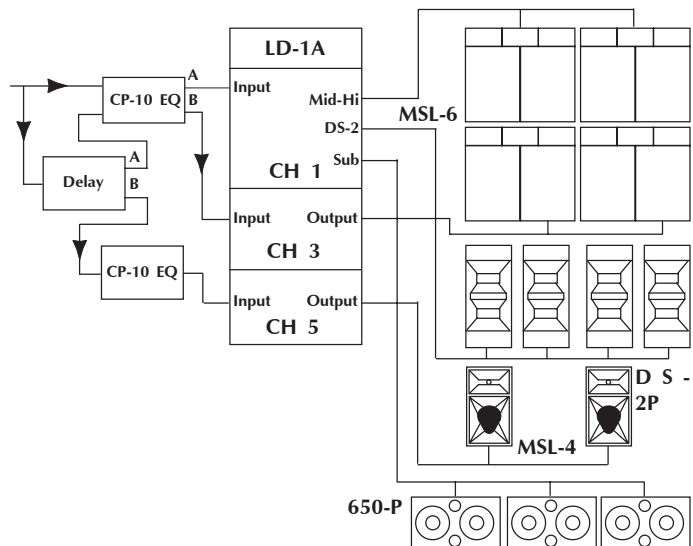 LD-1A
A
CP-10 EQ
B
Input
Mid-Hi
MSL-6
DS-2
A
Sub
Delay
B
CH 1
Input
Output
CH 3
CP-10 EQ
Input
Output
CH 5
D S -
2P
MSL-4
650-P